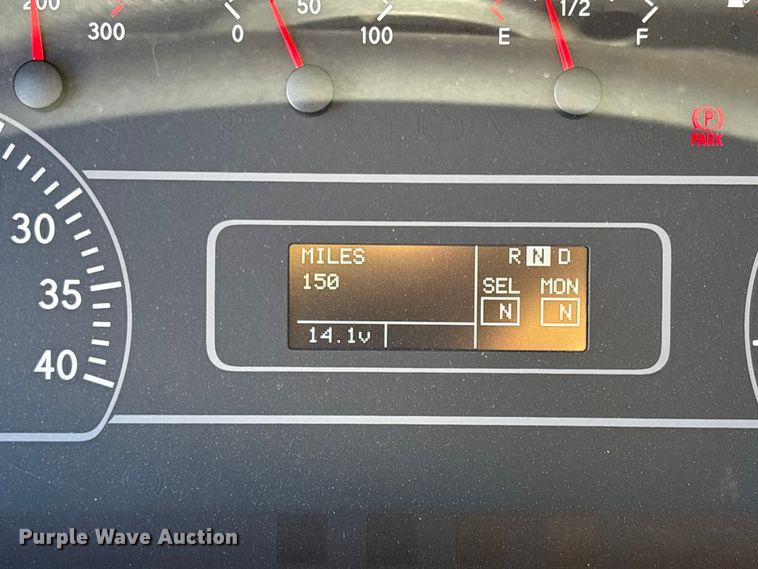 200
300
0
50
100
E
1/2
F
P
PARK
30
35
40
MILES
150
14.1v
R N D
SEL MON
N N
Purple Wave Auction